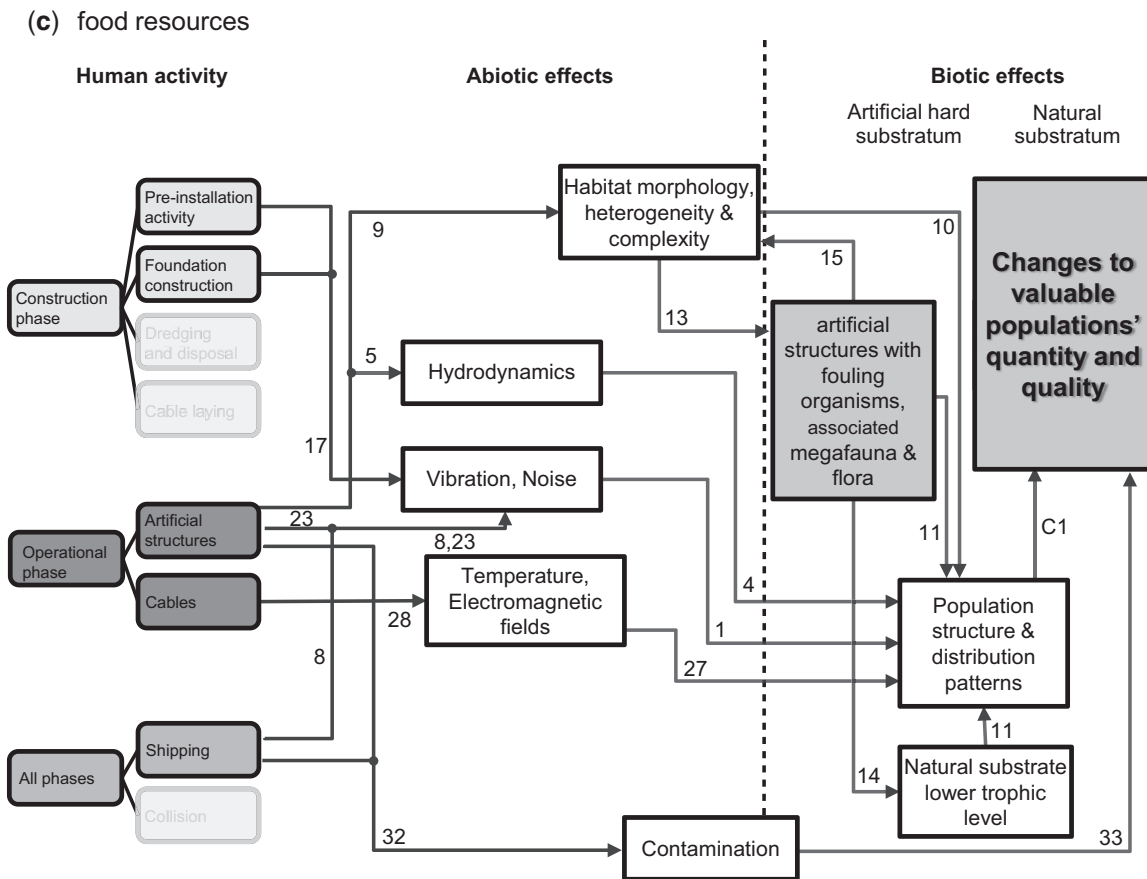 (c) food resources
Human activity
Abiotic effects
Biotic effects
Artificial hard
substratum
Natural
substratum
Pre-installation
activity
Foundation
construction
Construction
phase
Dredging
and disposal
Cable laying
9
Habitat morphology,
heterogeneity &
complexity
10
15
13
Changes to
valuable
populations'
quantity and
quality
5
Hydrodynamics
artificial
structures with
fouling
organisms,
associated
megafauna &
flora
17
Vibration, Noise
Artificial
structures
23
8,23
Operational
phase
Cables
28
Temperature,
Electromagnetic
fields
11
C1
4
1
27
Population
structure &
distribution
patterns
8
11
Shipping
All phases
Collision
14
Natural substrate
lower trophic
level
32
Contamination
33